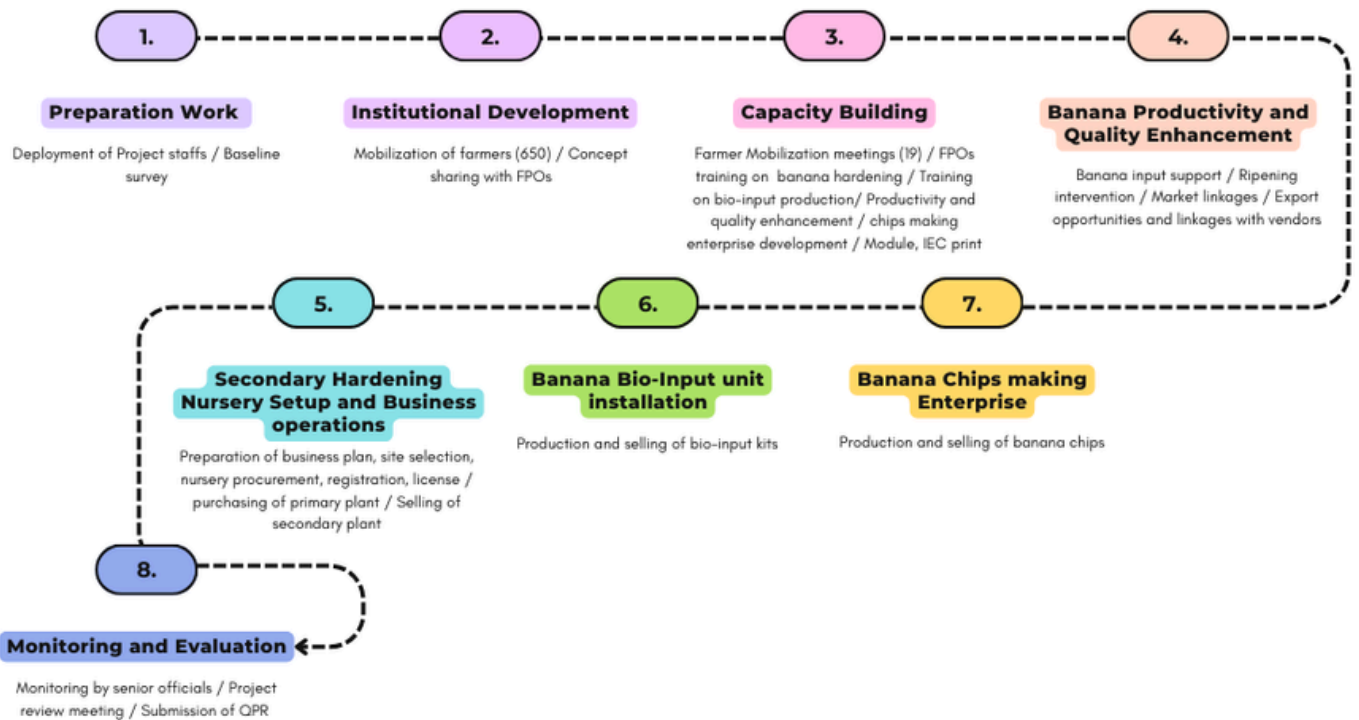 1.
2.
3.
4.
Preparation Work
Deployment of Project staffs / Baseline
survey
Institutional Development
Mobilization of farmers (650) / Concept
sharing with FPOs
Capacity Building
Farmer Mobilization meetings (19) / FPOs
training on banana hardening / Training
on bio-input production/ Productivity and
quality enhancement / chips making
enterprise development / Module, IEC print
Banana Productivity and
Quality Enhancement
Banana input support / Ripening
intervention / Market linkages / Export
opportunities and linkages with vendors
5.
6.
7.
Secondary Hardening
Nursery Setup and Business
operations
Preparation of business plan, site selection,
nursery procurement, registration, license /
purchasing of primary plant / Selling of
secondary plant
Banana Bio-Input unit
installation
Production and selling of bio-input kits
Banana Chips making
Enterprise
Production and selling of banana chips
8.
Monitoring and Evaluation
Monitoring by senior officials / Project
review meeting / Submission of QPR